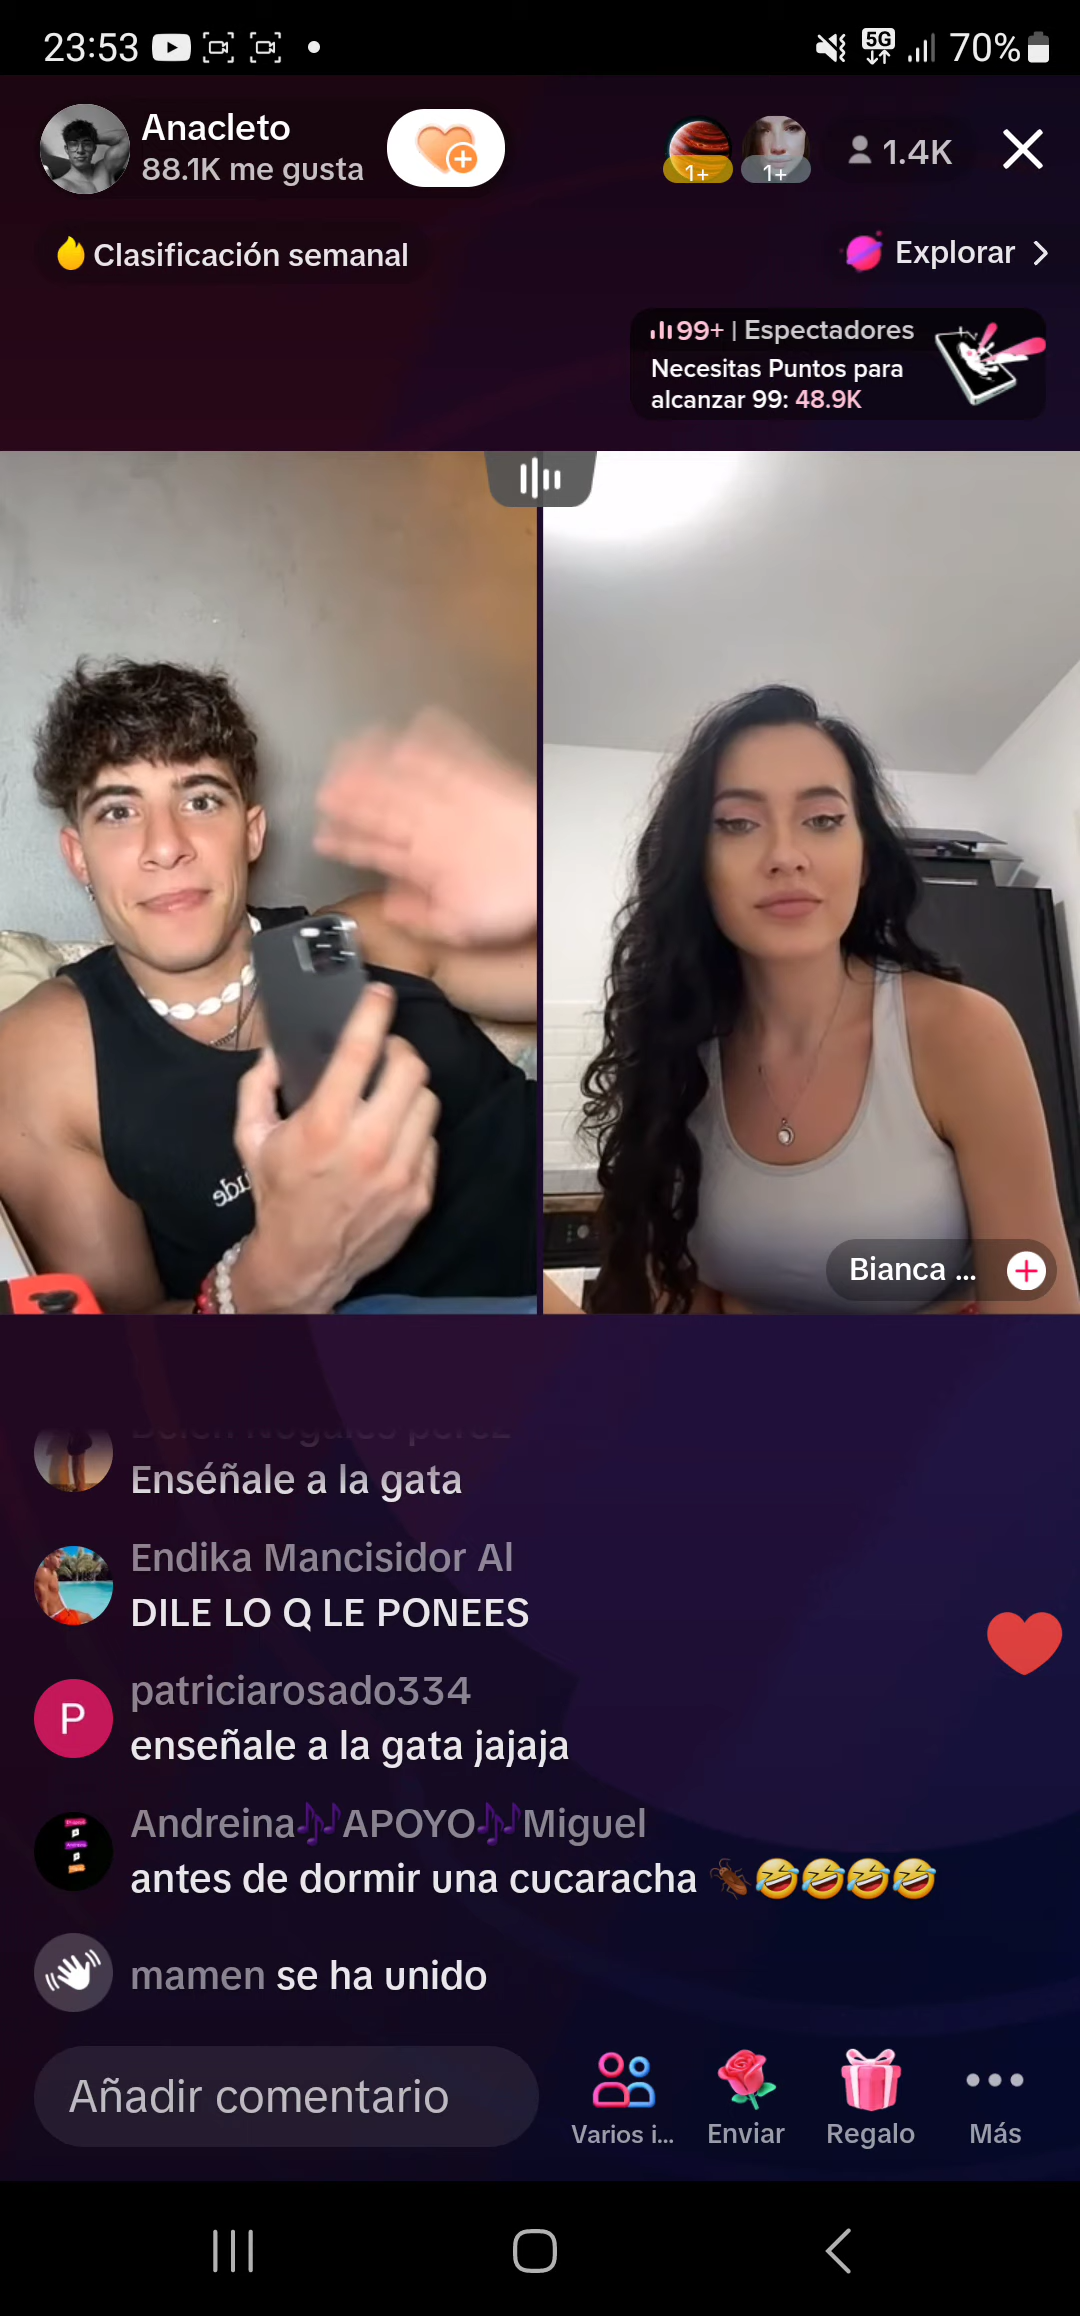 23:53
5G
70%
Anacleto
88.1K me gusta
1+
1+
1.4K
Clasificación semanal
Explorar
99+ | Espectadores
Necesitas Puntos para
alcanzar 99: 48.9K
Bianca ...
Enséñale a la gata
Endika Mancisidor Al
DILE LO Q LE PONEES
P
patriciarosado334
enseñale a la gata jajaja
Andreina🎶APOYO🎶Miguel
antes de dormir una cucaracha 🪳🤣🤣🤣🤣
mamen se ha unido
Añadir comentario
Varios i...
Enviar
Regalo
Más